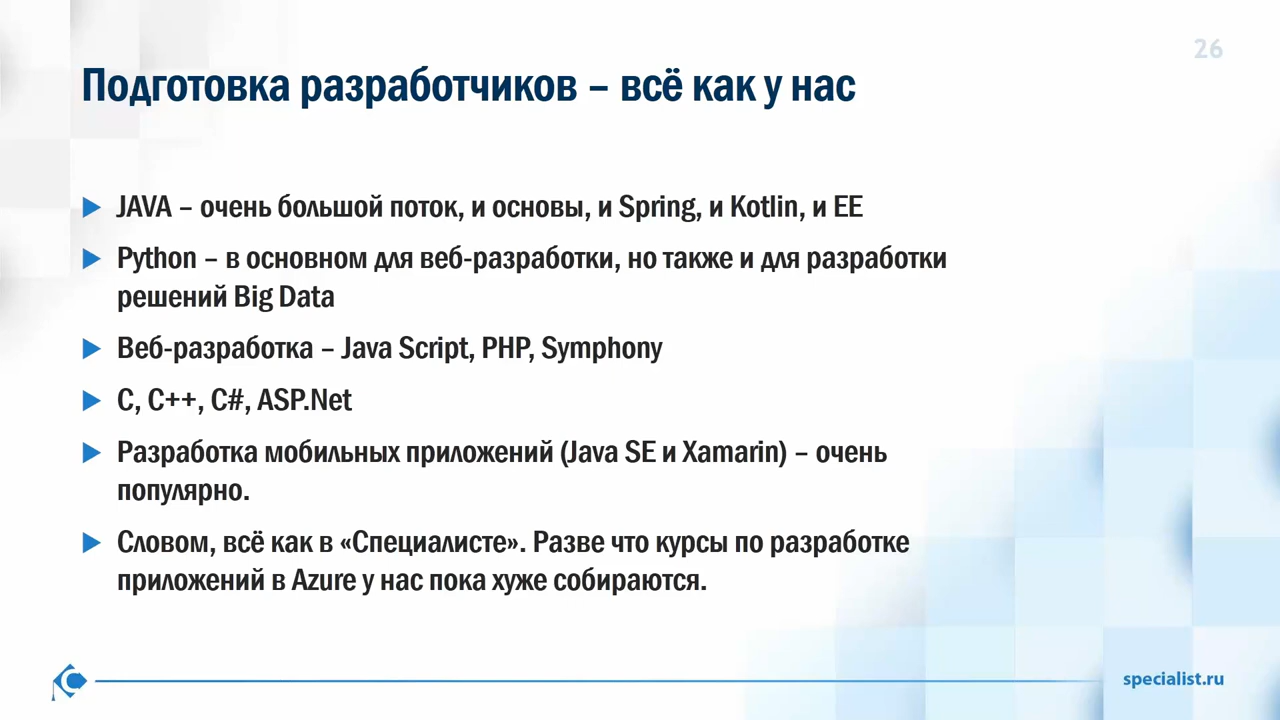 26
Подготовка разработчиков – всё как у нас
JAVA – очень большой поток, и основы, и Spring, и Kotlin, и EE
Python – в основном для веб-разработки, но также и для разработки
решений Big Data
Веб-разработка – Java Script, PHP, Symphony
C, C++, C#, ASP.Net
Разработка мобильных приложений (Java SE и Xamarin) – очень
популярно.
Словом, всё как в «Специалисте». Разве что курсы по разработке
приложений в Azure у нас пока хуже собираются.
specialist.ru